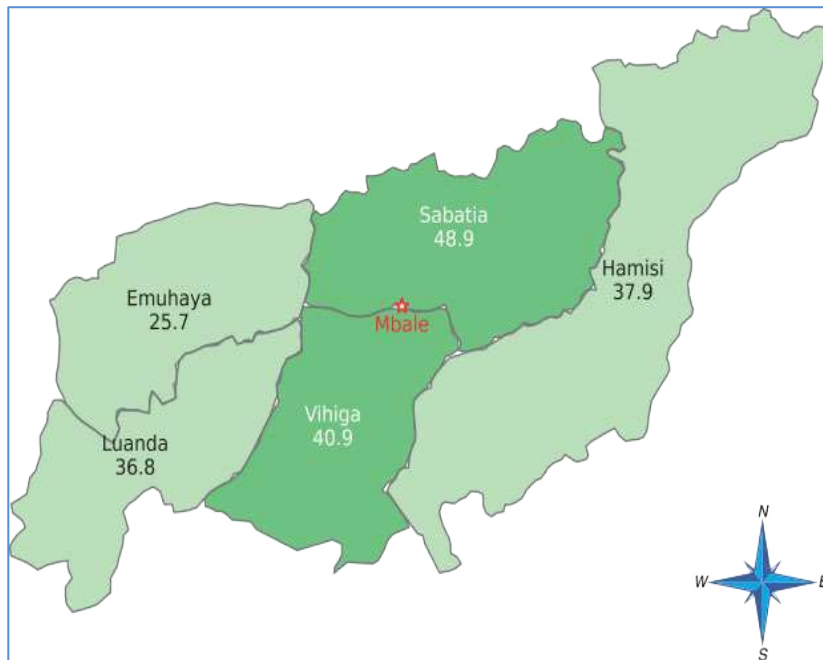 Sabatia
48.9
Hamisi
37.9
Emuhaya
25.7
Mbale
Vihiga
40.9
Luanda
36.8
N
W
E
S